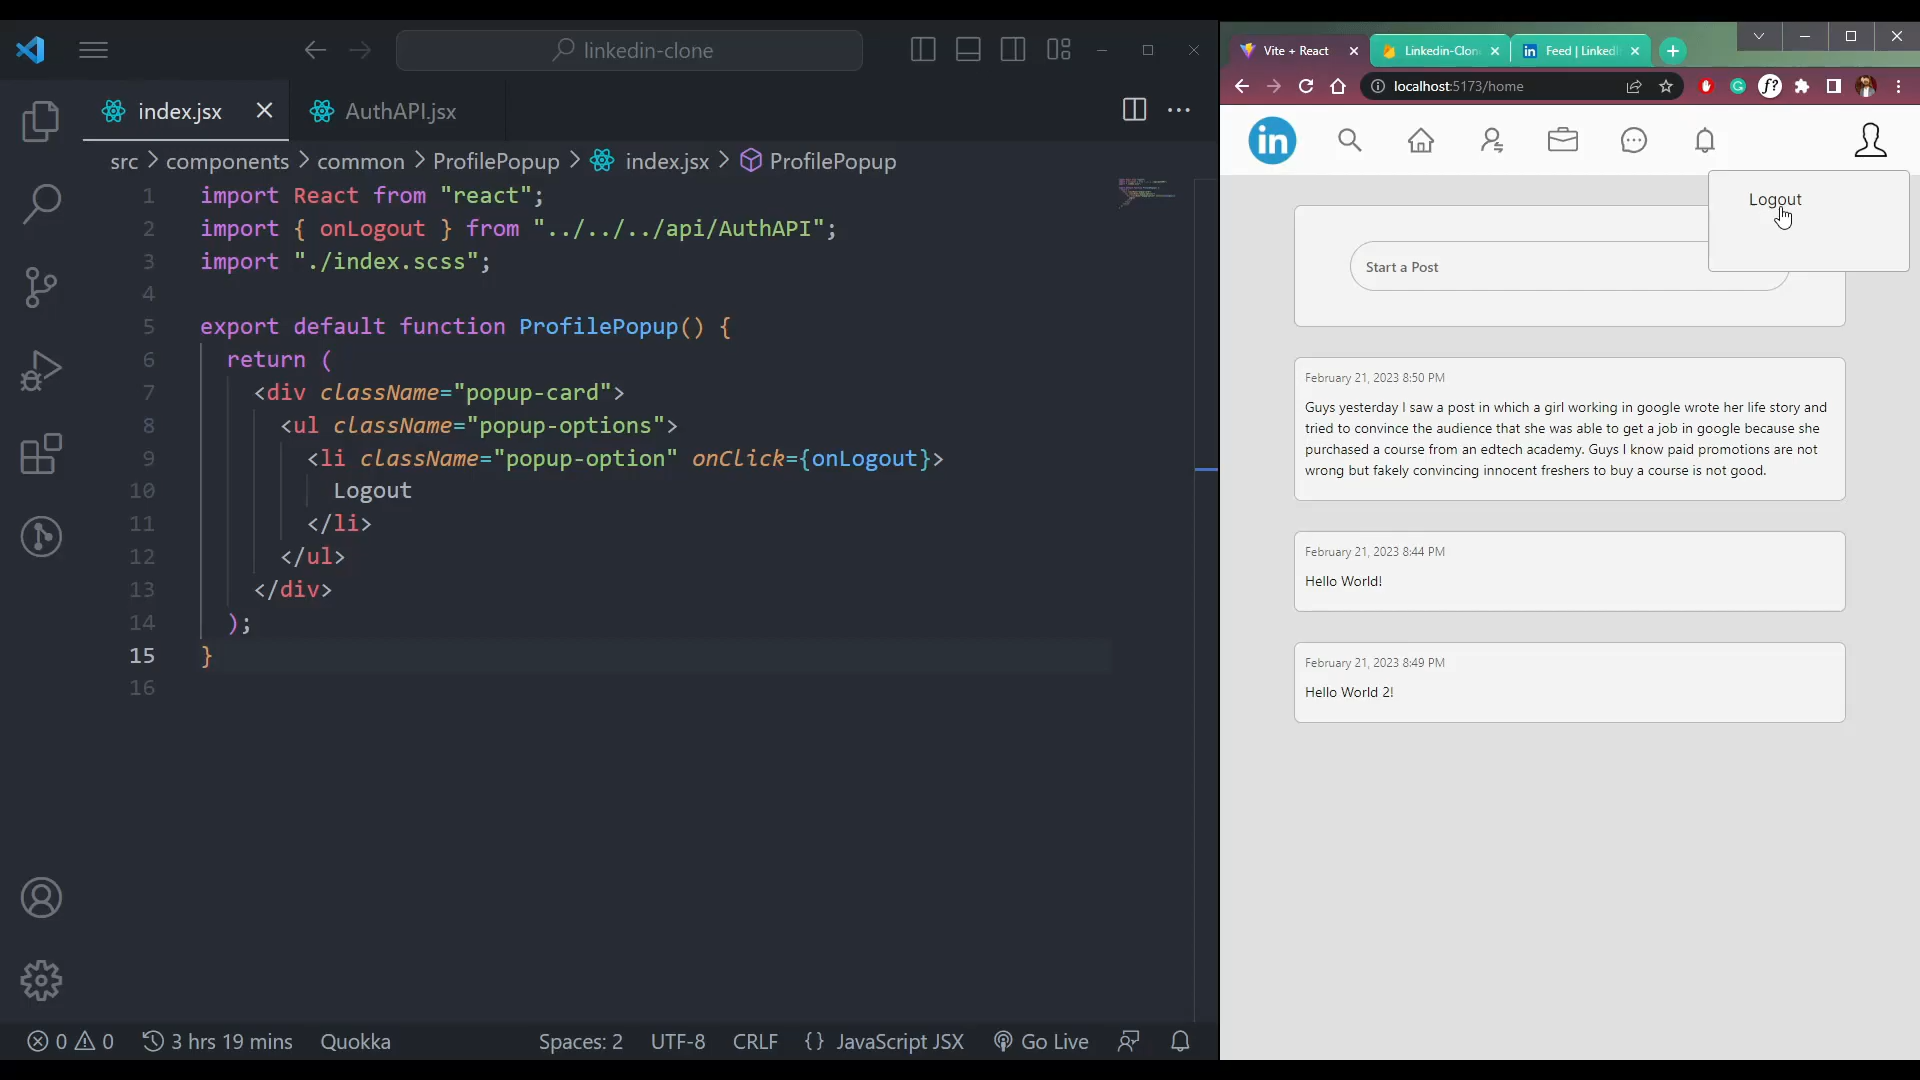 linkedin-clone
index.jsx
AuthAPI.jsx
src > components > common > ProfilePopup > index.jsx > ProfilePopup
1 import React from "react";
2 import { onLogout } from "../../../api/AuthAPI";
3 import "./index.scss";
4
5 export default function ProfilePopup() {
6 return (
7 <div className="popup-card">
8 <ul className="popup-options">
9 <li className="popup-option" onClick={onLogout}>
10 Logout
11 </li>
12 </ul>
13 </div>
14 );
15 }
16
0 0 3 hrs 19 mins Quokka Spaces: 2 UTF-8 CRLF {} JavaScript JSX Go Live
Vite + React
Linkedin-Clon
Feed | Linked
localhost:5173/home
in
Logout
Start a Post
February 21, 2023 8:50 PM
Guys yesterday I saw a post in which a girl working in google wrote her life story and
tried to convince the audience that she was able to get a job in google because she
purchased a course from an edtech academy. Guys I know paid promotions are not
wrong but fakely convincing innocent freshers to buy a course is not good.
February 21, 2023 8:44 PM
Hello World!
February 21, 2023 8:49 PM
Hello World 2!